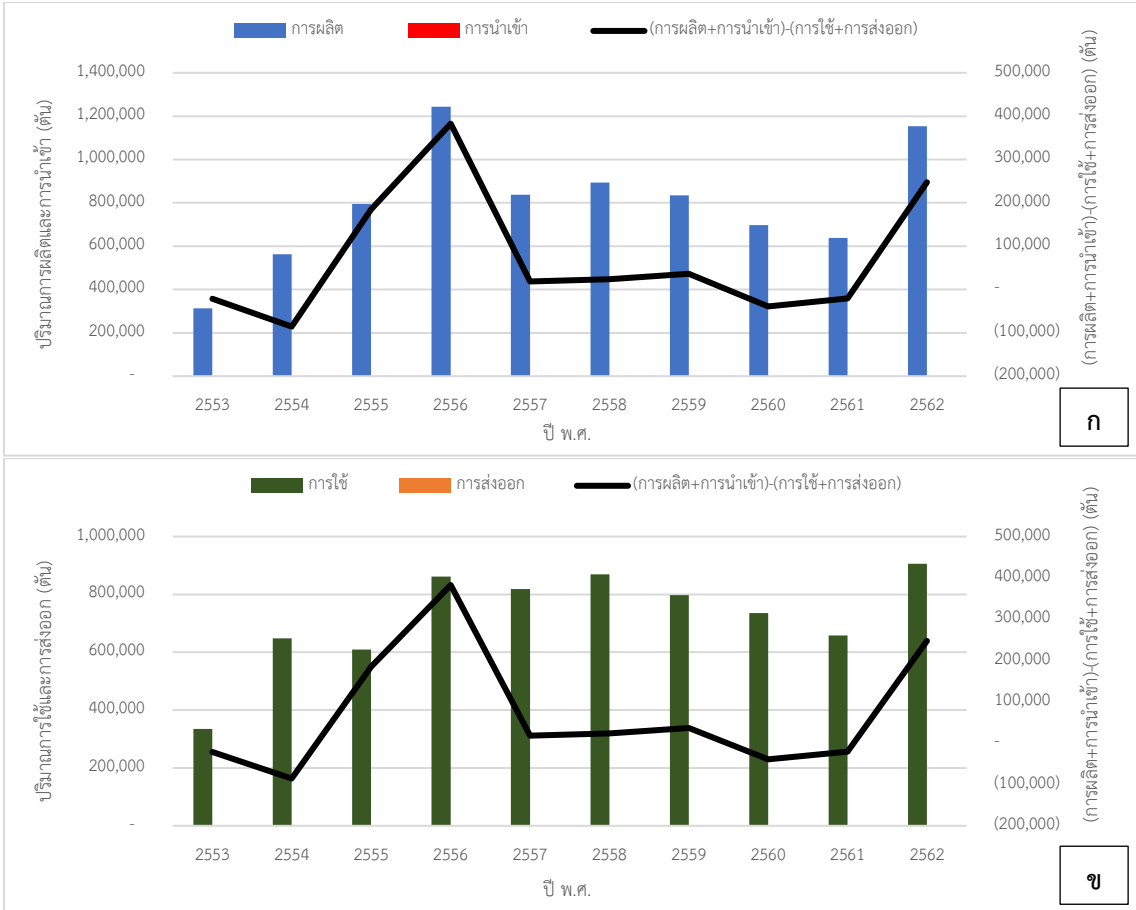 การผลิต การนำเข้า (การผลิต+การนำเข้า)-(การใช้+การส่งออก)
ปริมาณการผลิตและการนำเข้า (ตัน)
1,400,000
1,200,000
1,000,000
800,000
600,000
400,000
200,000
-
500,000
400,000
300,000
200,000
100,000
-
(100,000)
(200,000)
(การผลิต+การนำเข้า)-(การใช้+การส่งออก) (ตัน)
2553 2554 2555 2556 2557 2558 2559 2560 2561 2562
ปี พ.ศ.
ก
การใช้ การส่งออก (การผลิต+การนำเข้า)-(การใช้+การส่งออก)
ปริมาณการใช้และการส่งออก (ตัน)
1,000,000
800,000
600,000
400,000
200,000
-
500,000
400,000
300,000
200,000
100,000
-
(100,000)
(200,000)
(การผลิต+การนำเข้า)-(การใช้+การส่งออก) (ตัน)
2553 2554 2555 2556 2557 2558 2559 2560 2561 2562
ปี พ.ศ.
ข